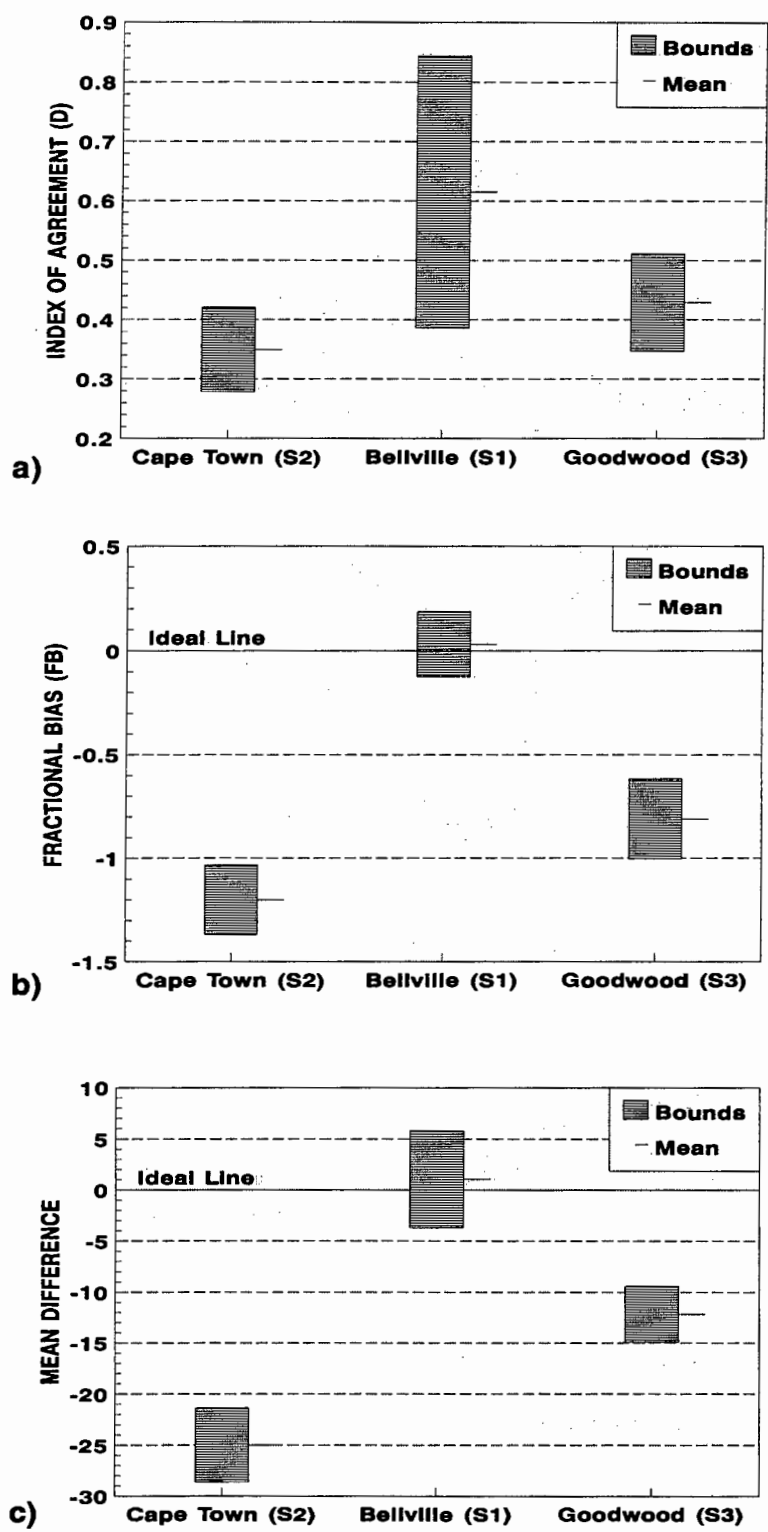 0.9
0.8
0.7
0.6
0.5
0.4
0.3
0.2
INDEX OF AGREEMENT (D)
Bounds
Mean
Cape Town (S2) Bellville (S1) Goodwood (S3)
a)
0.5
0
-0.5
-1
-1.5
FRACTIONAL BIAS (FB)
Ideal Line
Bounds
Mean
Cape Town (S2) Bellville (S1) Goodwood (S3)
b)
10
5
0
-5
-10
-15
-20
-25
-30
MEAN DIFFERENCE
Ideal Line
Bounds
Mean
Cape Town (S2) Bellville (S1) Goodwood (S3)
c)